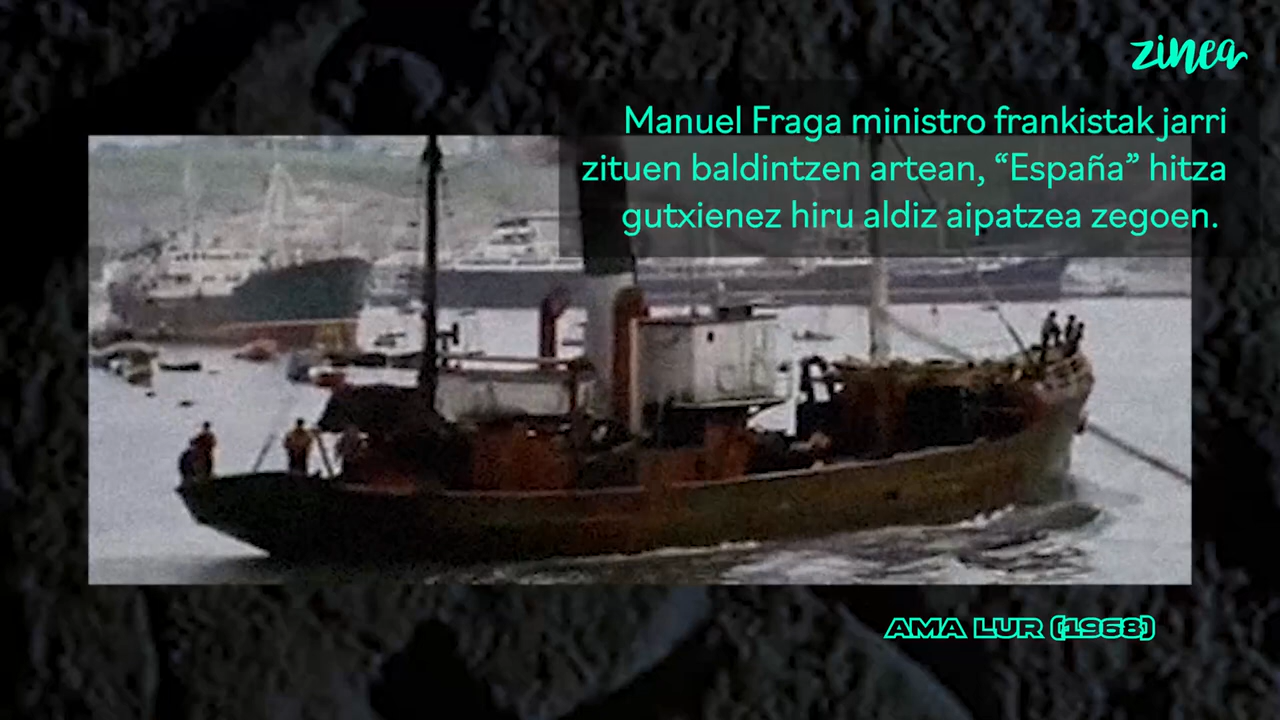 zinea
Manuel Fraga ministro frankistak jarri
zituen baldintzen artean, “España” hitza
gutxienez hiru aldiz aipatzea zegoen.
AMA LUR (1968)